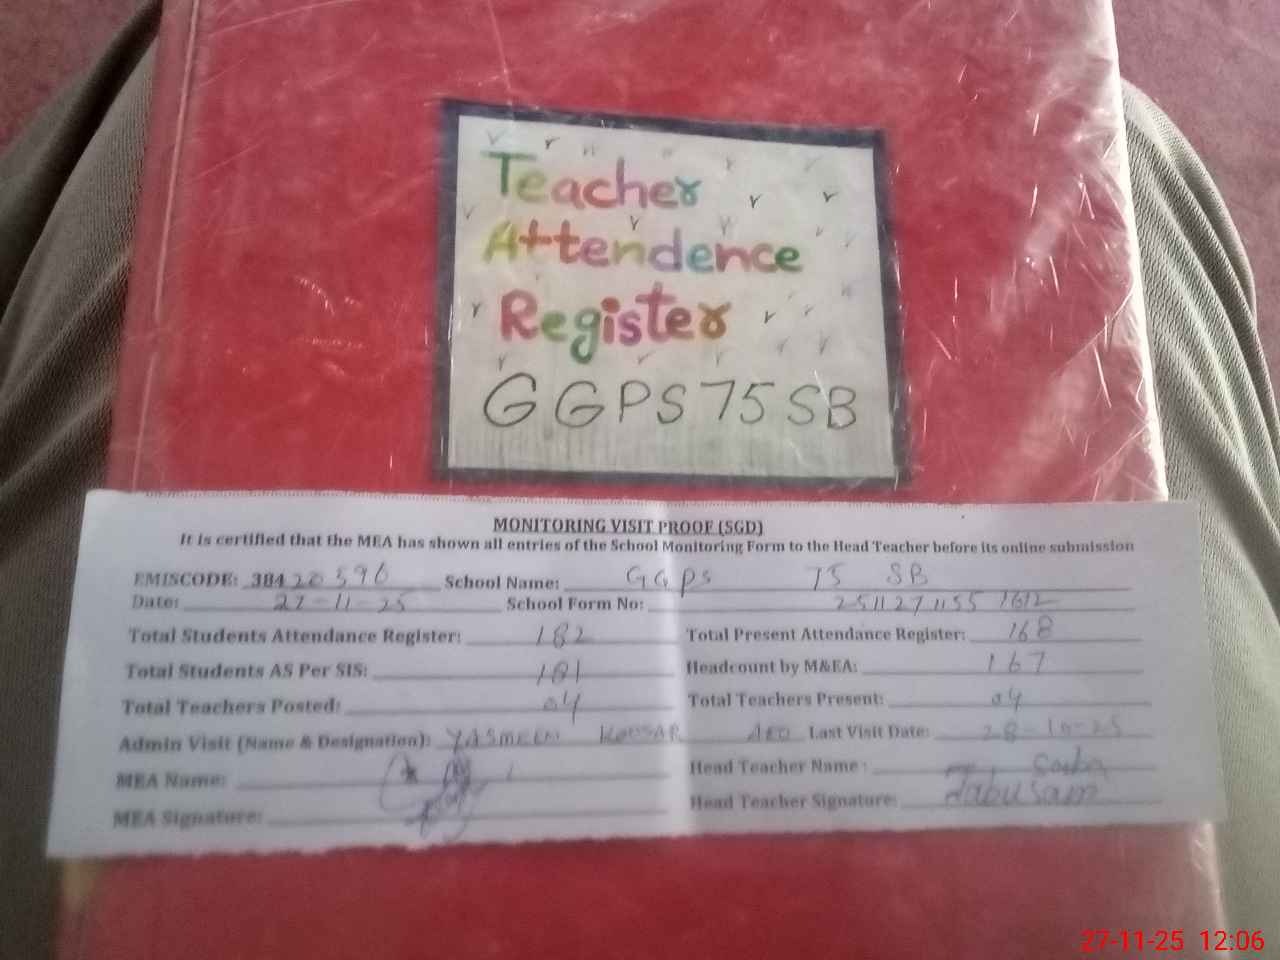 Teacher
Attendence
Register
GGPS 75 SB
MONITORING VISIT PROOF (SGD)
It is certified that the MEA has shown all entries of the School Monitoring Form to the Head Teacher before its online submission
EMISCODE: 38420596 School Name: GGPS 75 SB
Date: 27-11-25 School Form No: 2511271155 1612
Total Students Attendance Register: 182 Total Present Attendance Register: 168
Total Students AS Per SIS: 181 Headcount by M&EA: 167
Total Teachers Posted: 04 Total Teachers Present: 04
Admin Visit (Name & Designation): YASMEEN KOUSAR AEO Last Visit Date: 28-10-25
MEA Name: Head Teacher Name:
MEA Signature: Head Teacher Signature:
27-11-25 12:06